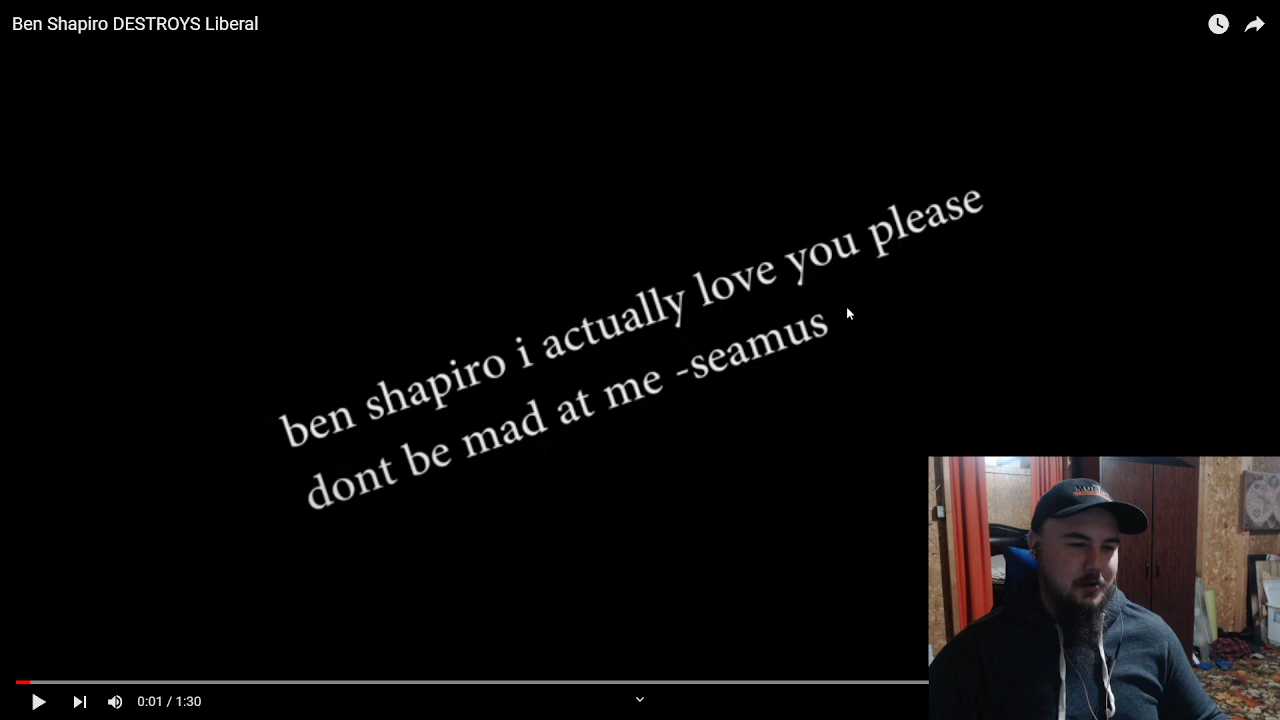 Ben Shapiro DESTROYS Liberal
ben shapiro i actually love you please
dont be mad at me -seamus
0:01 / 1:30